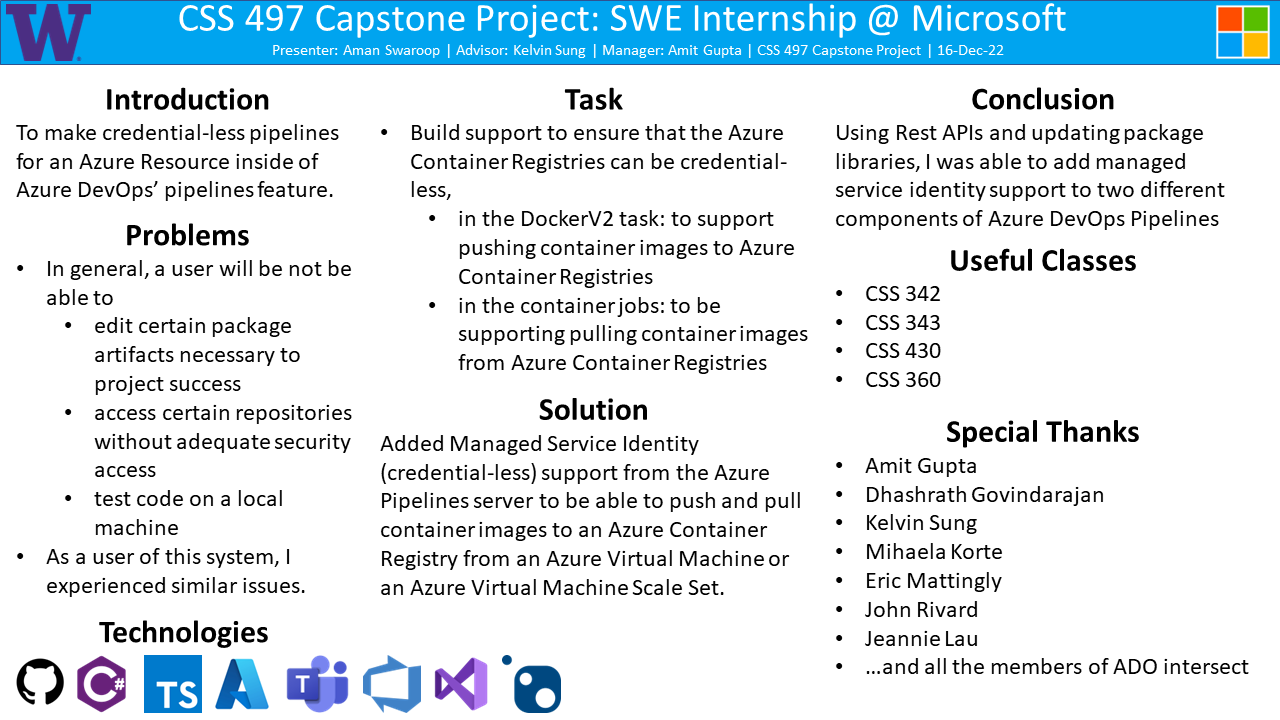 CSS 497 Capstone Project: SWE Internship @ Microsoft
Presenter: Aman Swaroop | Advisor: Kelvin Sung | Manager: Amit Gupta | CSS 497 Capstone Project | 16-Dec-22
W
Introduction
To make credential-less pipelines
for an Azure Resource inside of
Azure DevOps’ pipelines feature.
Problems
• In general, a user will be not be
able to
• edit certain package
artifacts necessary to
project success
• access certain repositories
without adequate security
access
• test code on a local
machine
• As a user of this system, I
experienced similar issues.
Technologies
C#
TS
T
Task
• Build support to ensure that the Azure
Container Registries can be credential-
less,
• in the DockerV2 task: to support
pushing container images to Azure
Container Registries
• in the container jobs: to be
supporting pulling container images
from Azure Container Registries
Solution
Added Managed Service Identity
(credential-less) support from the Azure
Pipelines server to be able to push and pull
container images to an Azure Container
Registry from an Azure Virtual Machine or
an Azure Virtual Machine Scale Set.
Conclusion
Using Rest APIs and updating package
libraries, I was able to add managed
service identity support to two different
components of Azure DevOps Pipelines
Useful Classes
• CSS 342
• CSS 343
• CSS 430
• CSS 360
Special Thanks
• Amit Gupta
• Dhashrath Govindarajan
• Kelvin Sung
• Mihaela Korte
• Eric Mattingly
• John Rivard
• Jeannie Lau
• ...and all the members of ADO intersect